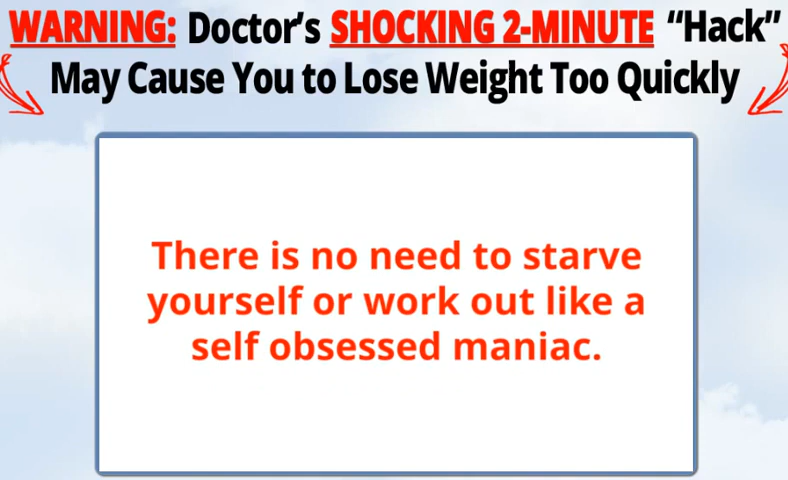 WARNING: Doctor's SHOCKING 2-MINUTE “Hack”
May Cause You to Lose Weight Too Quickly
There is no need to starve
yourself or work out like a
self obsessed maniac.